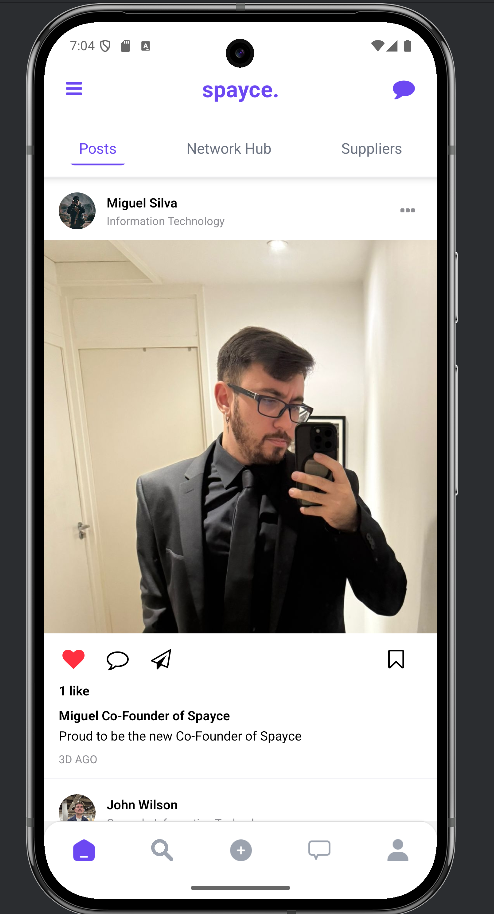 7:04
spayce.
Posts Network Hub Suppliers
Miguel Silva
Information Technology
1 like
Miguel Co-Founder of Spayce
Proud to be the new Co-Founder of Spayce
3D AGO
John Wilson